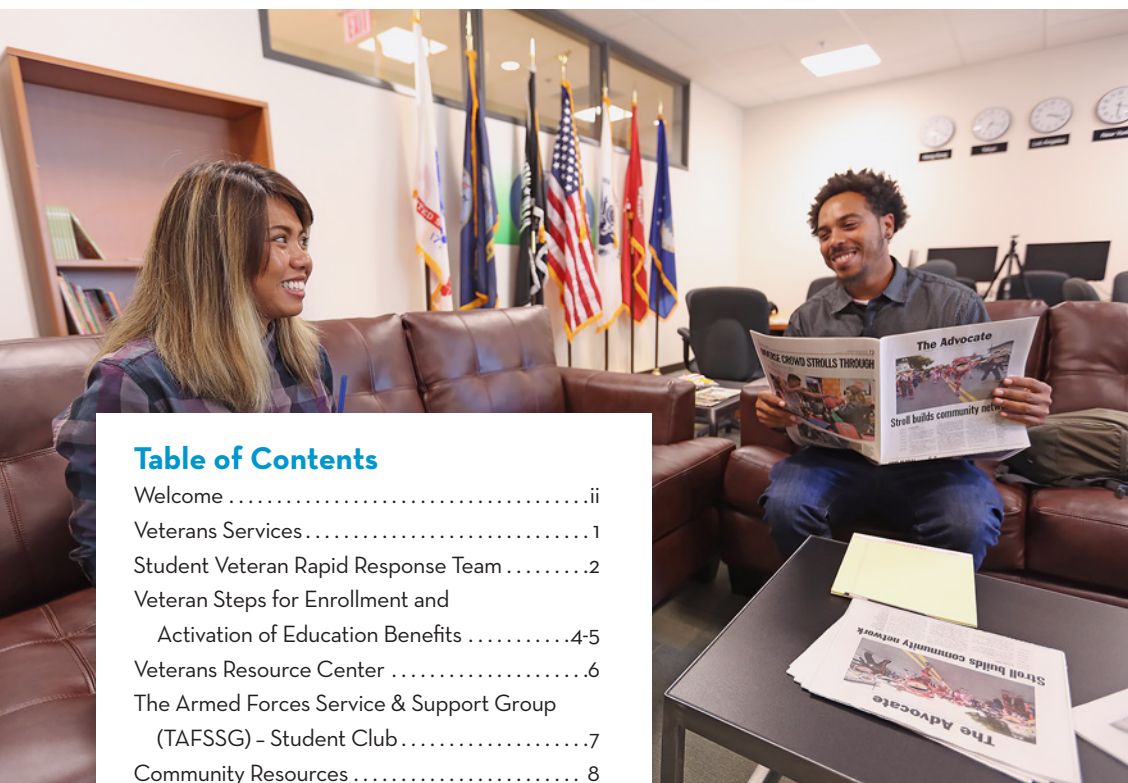 EXIT
The Advocate
DIVERSE CROWD STROLLS THROUGH
Stroll builds community
Table of Contents
Welcome . . . . . . . . . . . . . . . . . . . . . . . . . . . . . . . . . . . . . .ii
Veterans Services . . . . . . . . . . . . . . . . . . . . . . . . . . . . . . 1
Student Veteran Rapid Response Team . . . . . . . . .2
Veteran Steps for Enrollment and
Activation of Education Benefits . . . . . . . . . . .4-5
Veterans Resource Center . . . . . . . . . . . . . . . . . . . . .6
The Armed Forces Service & Support Group
(TAFSSG) – Student Club . . . . . . . . . . . . . . . . . . . .7
Community Resources . . . . . . . . . . . . . . . . . . . . . . . . 8
The Advocate
Stroll builds community network